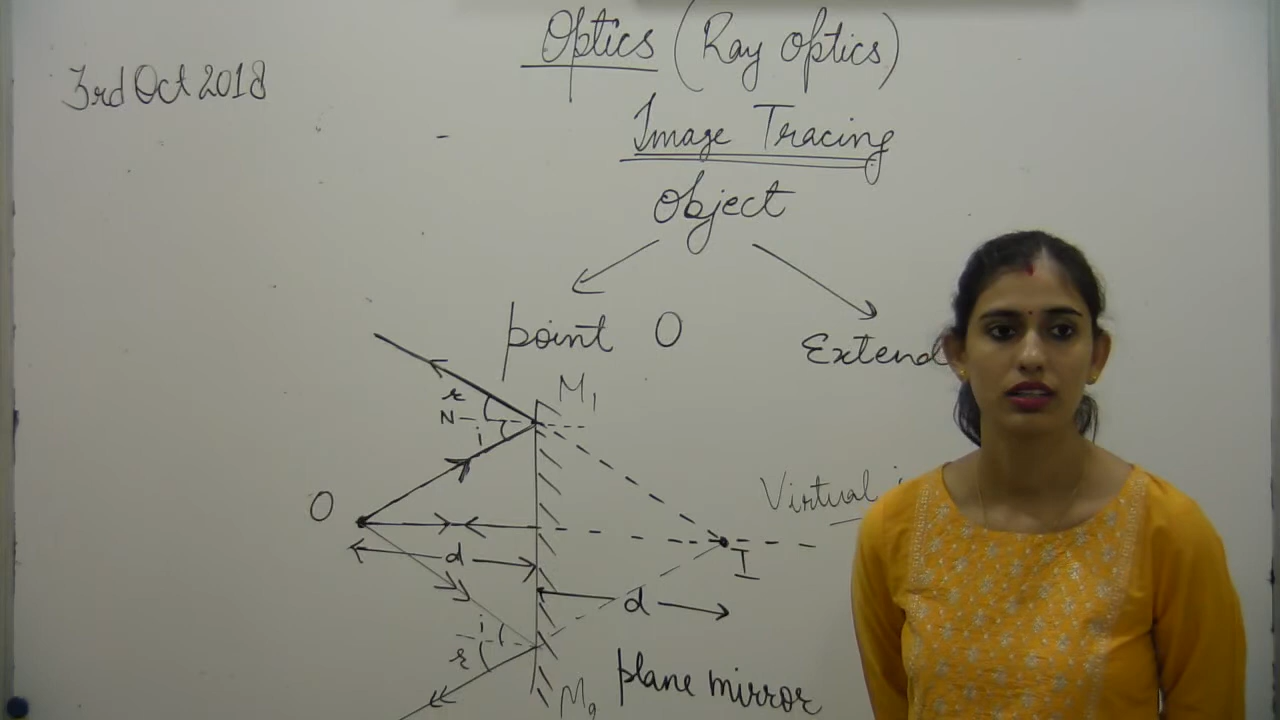 3rd Oct 2018
Optics (Ray Optics)
Image Tracing
Object
point O
Extend
M1
r
N
i
O
Virtual
I
d
d
i
r
plane mirror
M2